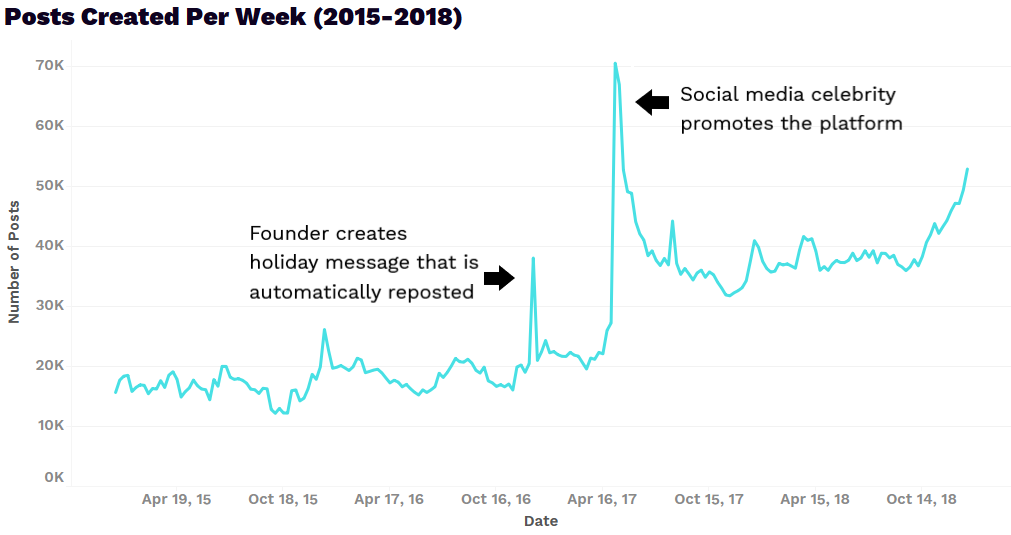 Posts Created Per Week (2015-2018)
70K
Social media celebrity
promotes the platform
60K
50K
40K
Founder creates
holiday message that is
automatically reposted
30K
20K
10K
0K
Number of Posts
Apr 19, 15 Oct 18, 15 Apr 17, 16 Oct 16, 16 Apr 16, 17 Oct 15, 17 Apr 15, 18 Oct 14, 18
Date